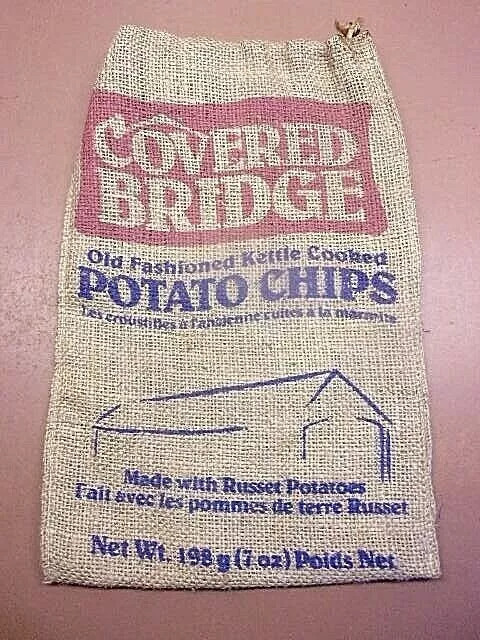 COVERED
BRIDGE
Old Fashioned Kettle Cooked
POTATO CHIPS
Les croustilles à l'ancienne cuites à la marmite
Made with Russet Potatoes
Fait avec les pommes de terre Russet
Net Wt. 198 g (7 oz) Poids Net